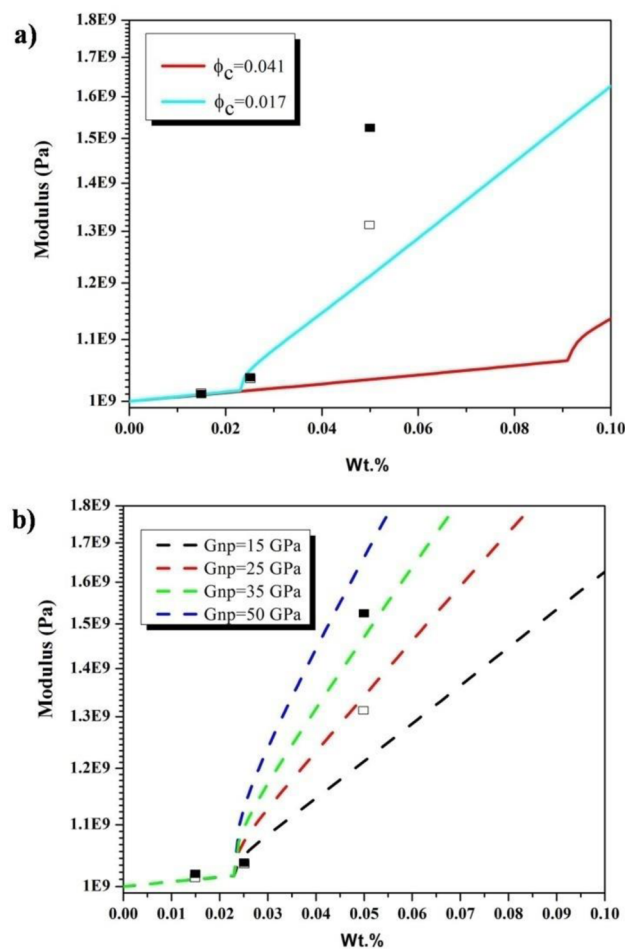 a)
1.8E9
1.7E9
1.6E9
1.5E9
1.4E9
1.3E9
1.2E9
1.1E9
1E9
Modulus (Pa)
ϕc=0.041
ϕc=0.017
0.00 0.02 0.04 0.06 0.08 0.10
Wt.%
b)
1.8E9
1.7E9
1.6E9
1.5E9
1.4E9
1.3E9
1.2E9
1.1E9
1E9
Modulus (Pa)
Gnp=15 GPa
Gnp=25 GPa
Gnp=35 GPa
Gnp=50 GPa
0.00 0.01 0.02 0.03 0.04 0.05 0.06 0.07 0.08 0.09 0.10
Wt.%